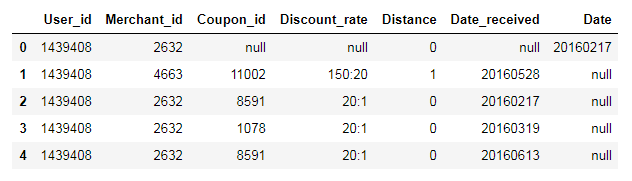 User_id Merchant_id Coupon_id Discount_rate Distance Date_received Date
0 1439408 2632 null null 0 null 20160217
1 1439408 4663 11002 150:20 1 20160528 null
2 1439408 2632 8591 20:1 0 20160217 null
3 1439408 2632 1078 20:1 0 20160319 null
4 1439408 2632 8591 20:1 0 20160613 null